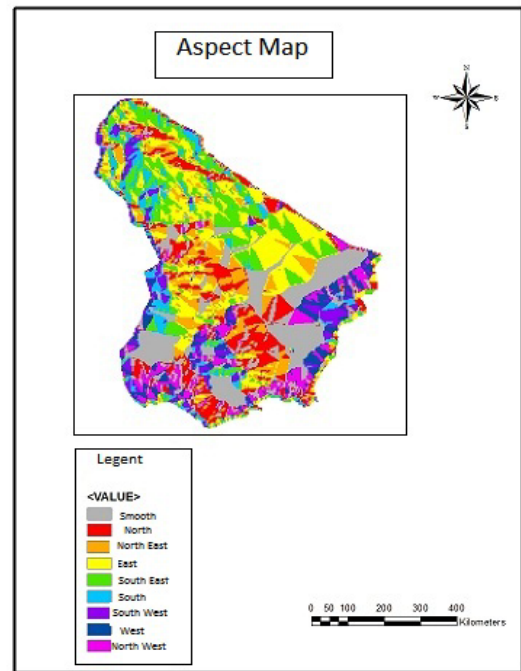 Aspect Map
N
W E
S
Legent
<VALUE>
Smooth
North
North East
East
South East
South
South West
West
North West
0 50 100 200 300 400
Kilometers